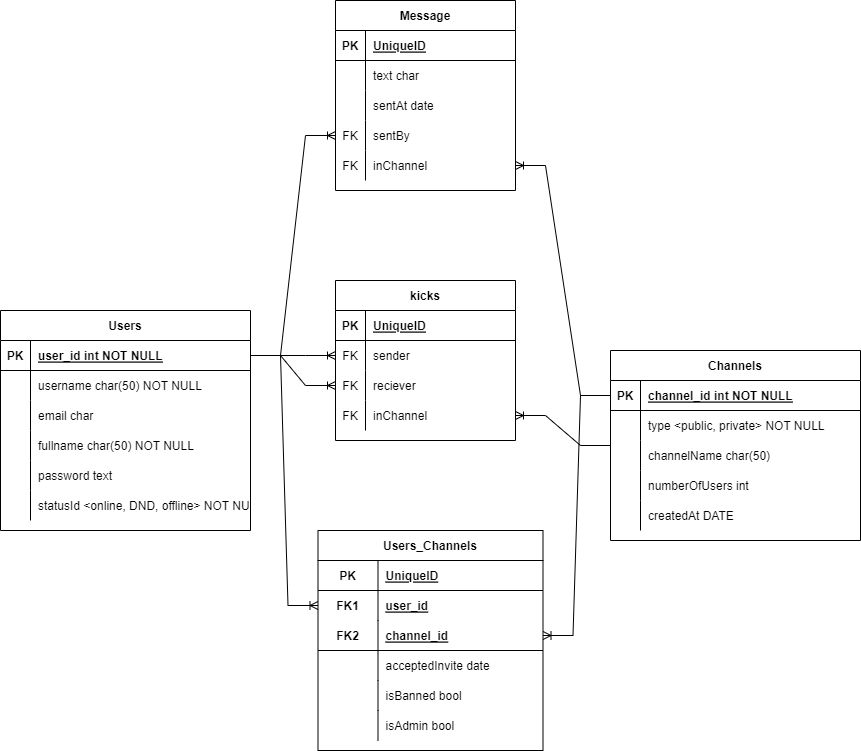 Message
PK UniqueID
text char
sentAt date
FK sentBy
FK inChannel
kicks
PK UniqueID
FK sender
FK reciever
FK inChannel
Users
PK user_id int NOT NULL
username char(50) NOT NULL
email char
fullname char(50) NOT NULL
password text
statusId <online, DND, offline> NOT NU
Channels
PK channel_id int NOT NULL
type <public, private> NOT NULL
channelName char(50)
numberOfUsers int
createdAt DATE
Users_Channels
PK UniqueID
FK1 user_id
FK2 channel_id
acceptedInvite date
isBanned bool
isAdmin bool